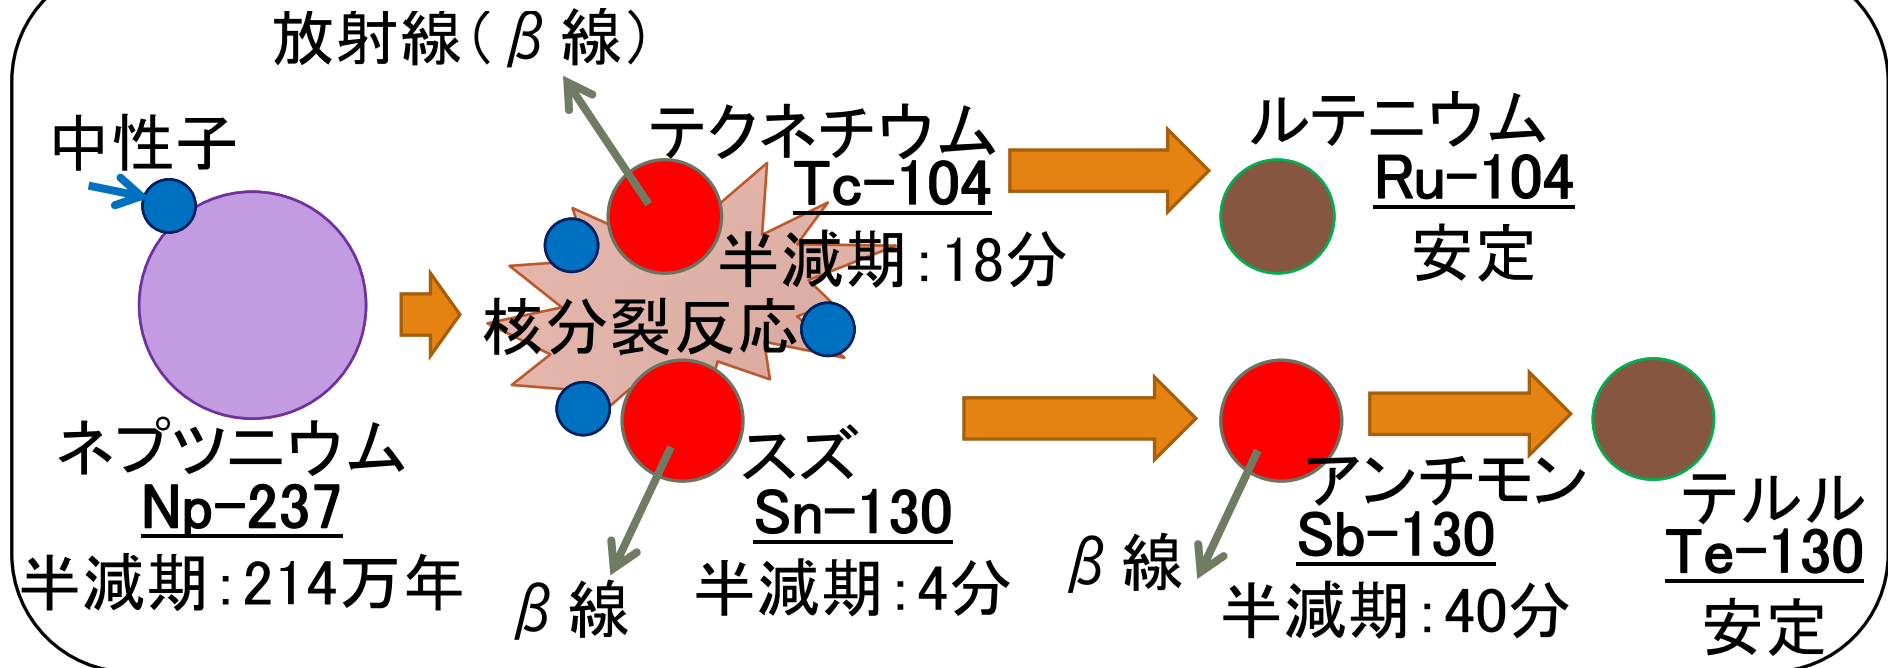 放射線(β線)
中性子
ネプツニウム
Np-237
半減期:214万年
核分裂反応
テクネチウム
Tc-104
半減期:18分
ルテニウム
Ru-104
安定
β線
スズ
Sn-130
半減期:4分
β線
アンチモン
Sb-130
半減期:40分
テルル
Te-130
安定